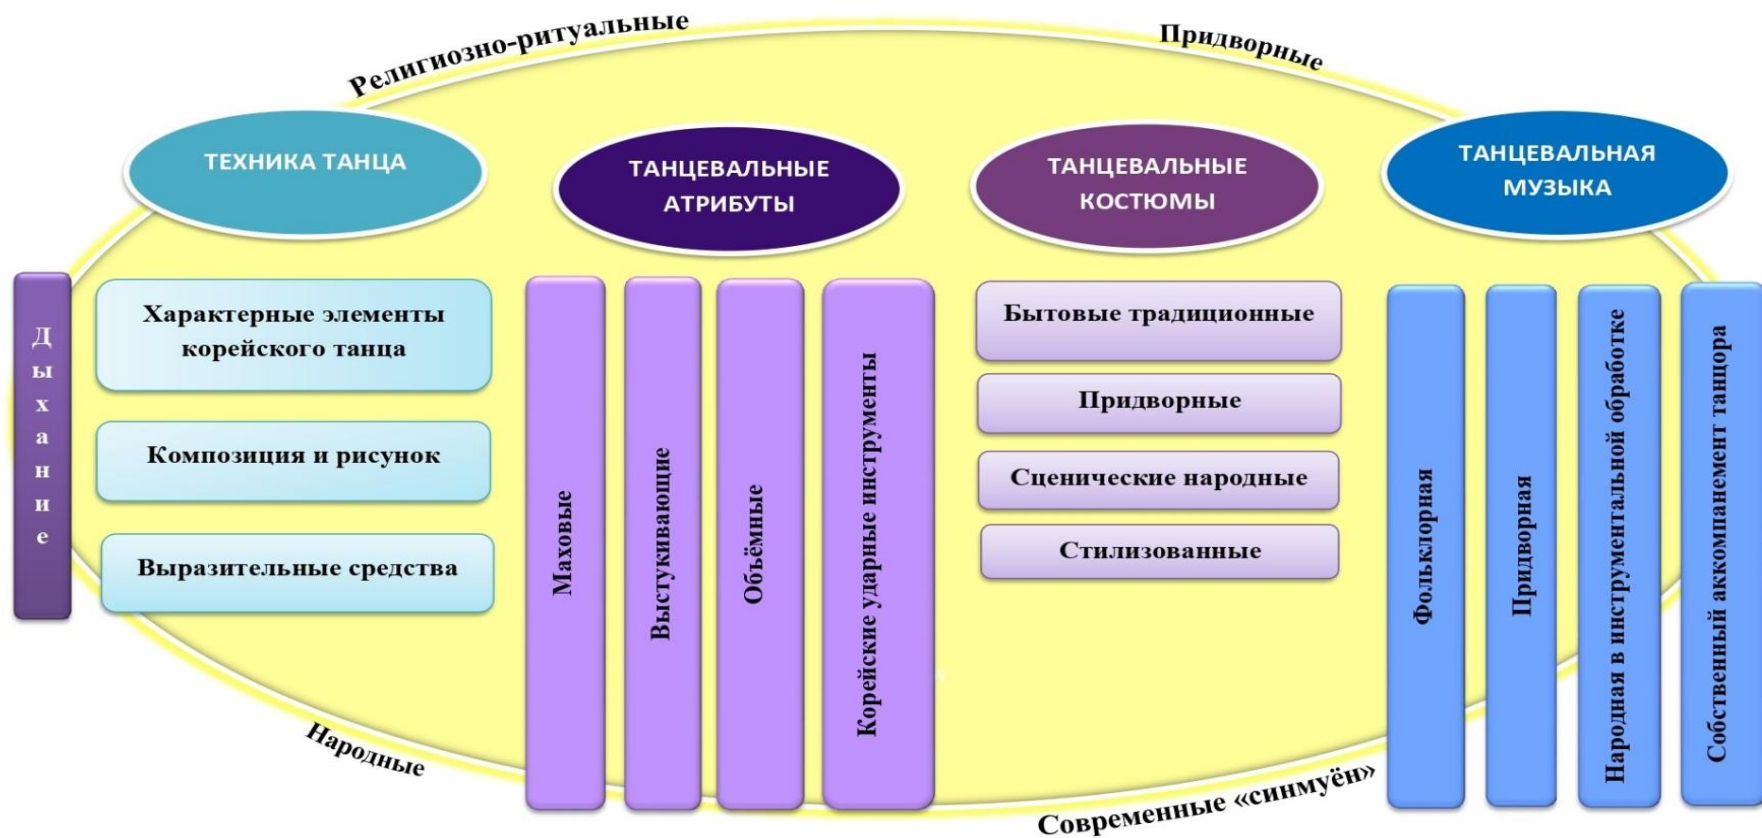 Религиозно-ритуальные
Придворные
ТЕХНИКА ТАНЦА
ТАНЦЕВАЛЬНЫЕ
АТРИБУТЫ
ТАНЦЕВАЛЬНЫЕ
КОСТЮМЫ
ТАНЦЕВАЛЬНАЯ
МУЗЫКА
Дыхание
Характерные элементы
корейского танца
Композиция и рисунок
Выразительные средства
Маховые
Выстукивающие
Объёмные
Корейские ударные инструменты
Бытовые традиционные
Придворные
Сценические народные
Стилизованные
Фольклорная
Придворная
Народная в инструментальной обработке
Собственный аккомпанемент танцора
Народные
Современные «синмуён»